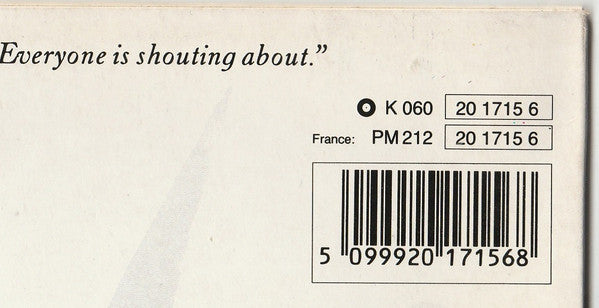 Everyone is shouting about.”
K 060 20 1715 6
France: PM 212 20 1715 6
5 099920 171568